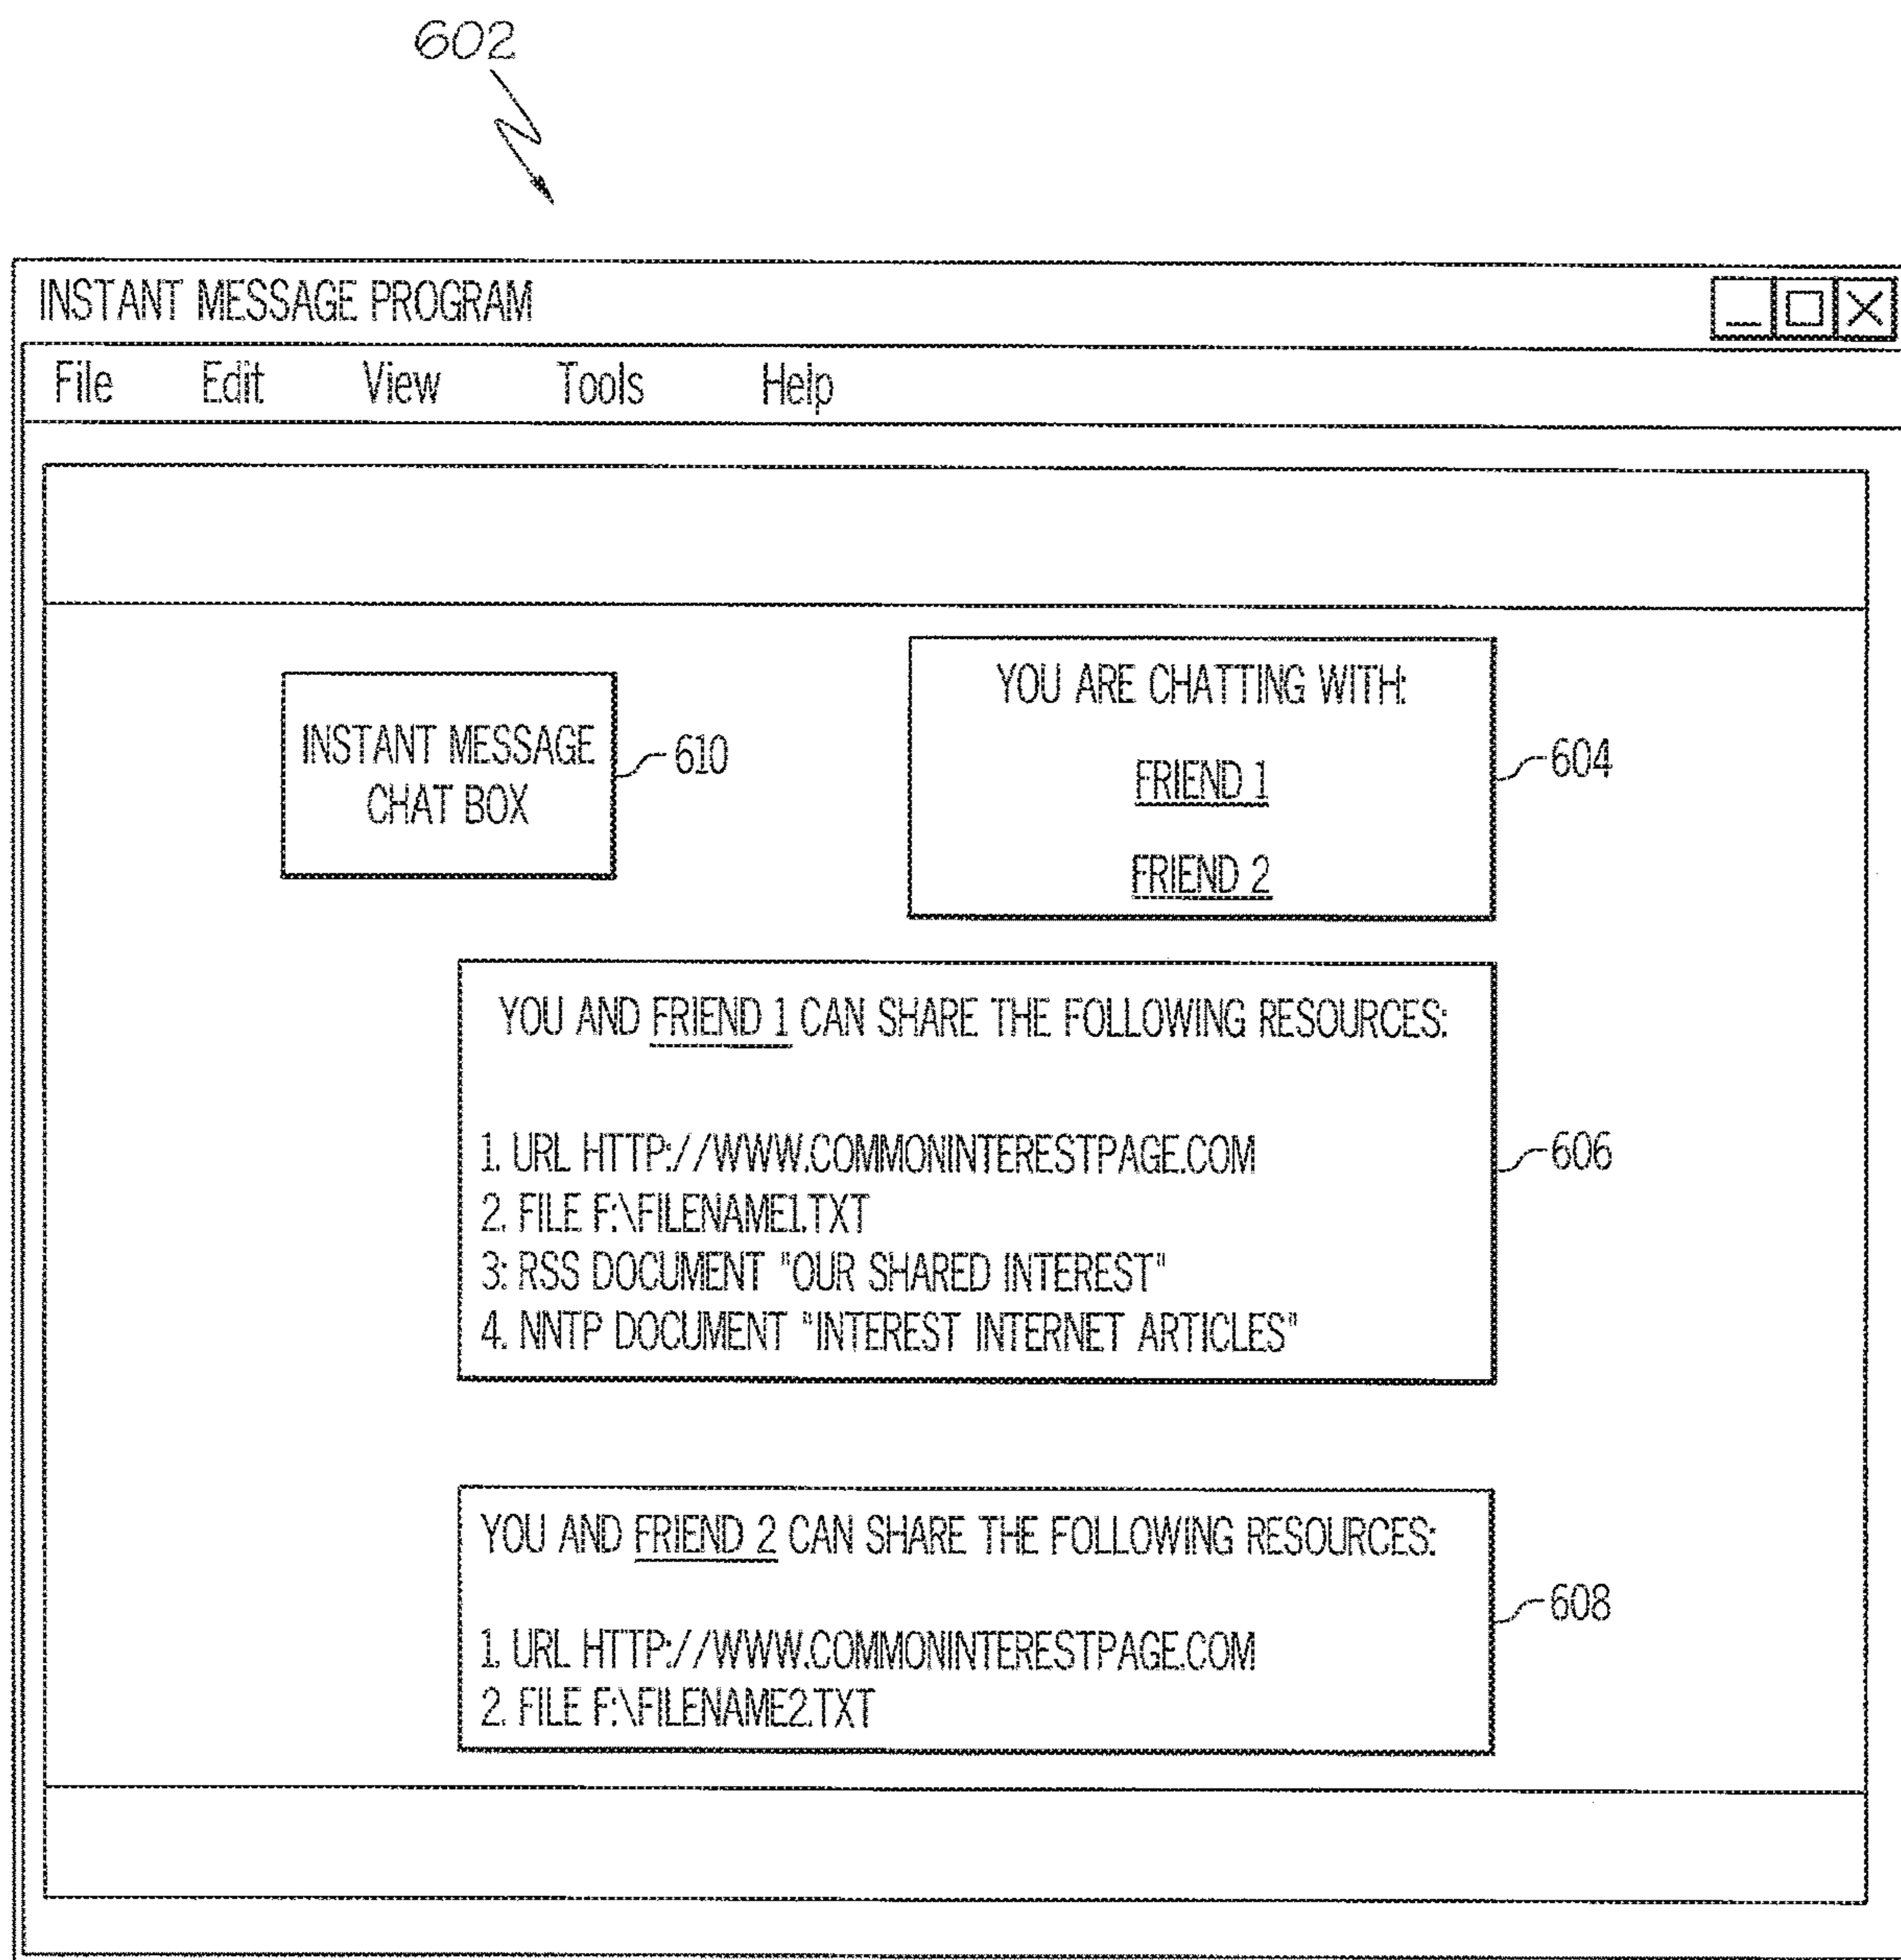 602
INSTANT MESSAGE PROGRAM
File Edit View Tools Help
INSTANT MESSAGE
CHAT BOX
610
YOU ARE CHATTING WITH:
FRIEND 1
FRIEND 2
604
YOU AND FRIEND 1 CAN SHARE THE FOLLOWING RESOURCES:
1. URL HTTP://WWW.COMMONINTERESTPAGE.COM
2. FILE F:\FILENAME1.TXT
3: RSS DOCUMENT "OUR SHARED INTEREST"
4. NNTP DOCUMENT "INTEREST INTERNET ARTICLES"
606
YOU AND FRIEND 2 CAN SHARE THE FOLLOWING RESOURCES:
1. URL HTTP://WWW.COMMONINTERESTPAGE.COM
2. FILE F:\FILENAME2.TXT
608